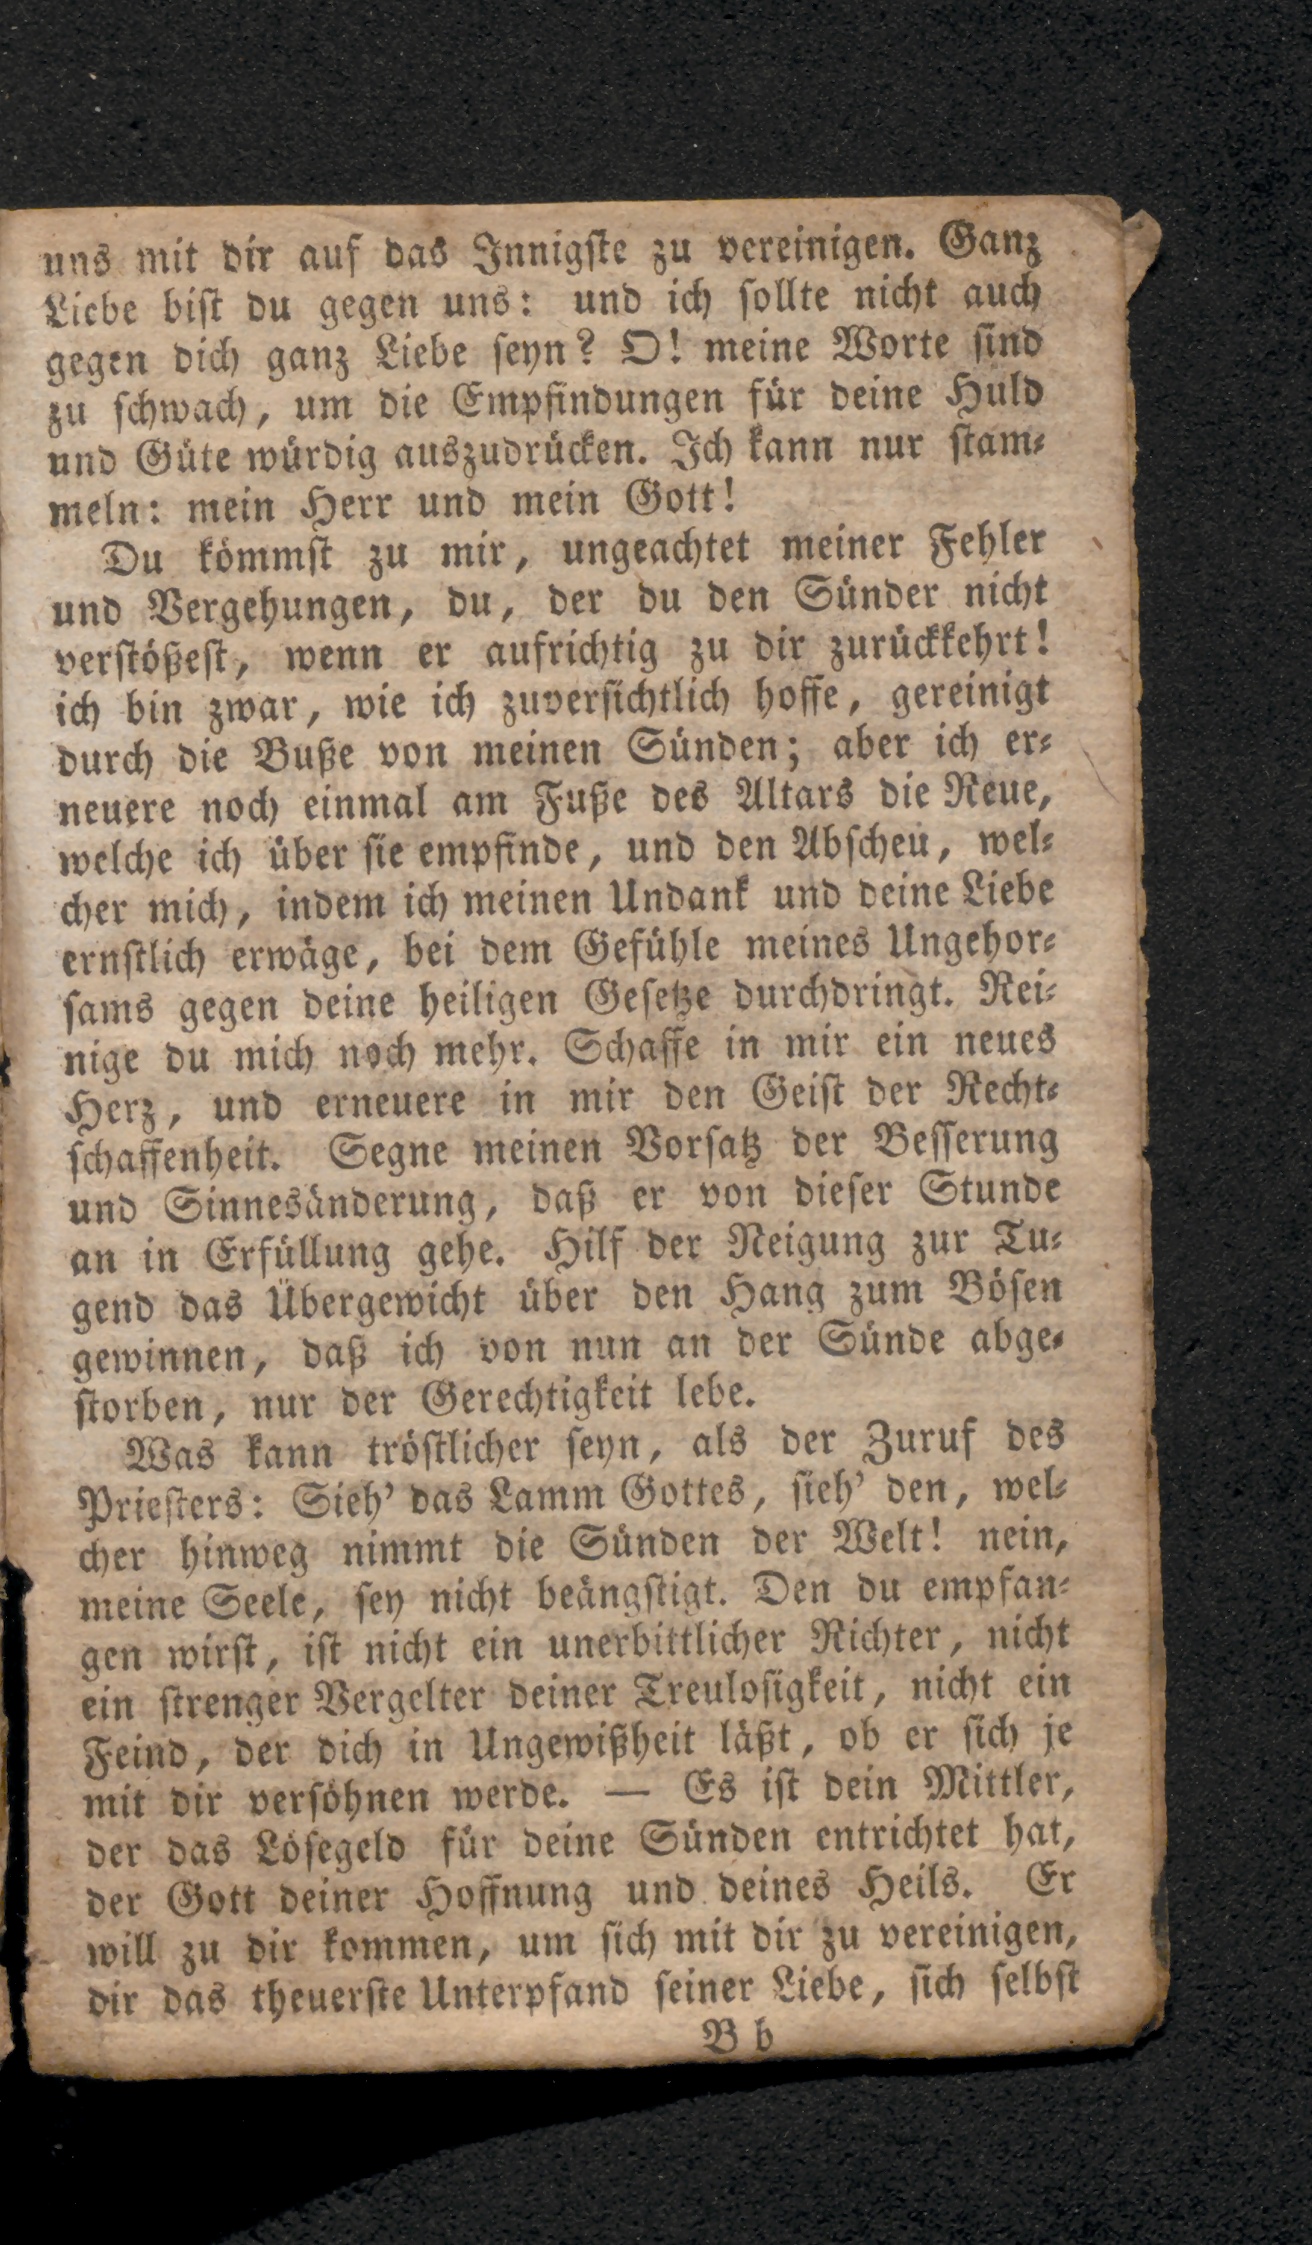 uns mit dir auf das Innigste zu vereinigen. Ganz
Liebe bist du gegen uns: und ich sollte nicht auch
gegen dich ganz Liebe seyn? O! meine Worte sind
zu schwach, um die Empfindungen für deine Huld
und Güte würdig auszudrücken. Ich kann nur stam-
meln: mein Herr und mein Gott!
Du kömmst zu mir, ungeachtet meiner Fehler
und Vergehungen, du, der du den Sünder nicht
verstößest, wenn er aufrichtig zu dir zurückkehrt!
ich bin zwar, wie ich zuversichtlich hoffe, gereinigt
durch die Buße von meinen Sünden; aber ich er-
neuere noch einmal am Fuße des Altars die Reue,
welche ich über sie empfinde, und den Abscheu, wel-
cher mich, indem ich meinen Undank und deine Liebe
ernstlich erwäge, bei dem Gefühle meines Ungehor-
sams gegen deine heiligen Gesetze durchdringt. Rei-
nige du mich noch mehr. Schaffe in mir ein neues
Herz, und erneuere in mir den Geist der Recht-
schaffenheit. Segne meinen Vorsatz der Besserung
und Sinnesänderung, daß er von dieser Stunde
an in Erfüllung gehe. Hilf der Neigung zur Tu-
gend das Übergewicht über den Hang zum Bösen
gewinnen, daß ich von nun an der Sünde abge-
storben, nur der Gerechtigkeit lebe.
Was kann tröstlicher seyn, als der Zuruf des
Priesters: Sieh' das Lamm Gottes, sieh' den, wel-
cher hinweg nimmt die Sünden der Welt! nein,
meine Seele, sey nicht beängstigt. Den du empfan-
gen wirst, ist nicht ein unerbittlicher Richter, nicht
ein strenger Vergelter deiner Treulosigkeit, nicht ein
Feind, der dich in Ungewißheit läßt, ob er sich je
mit dir versöhnen werde. — Es ist dein Mittler,
der das Lösegeld für deine Sünden entrichtet hat,
der Gott deiner Hoffnung und deines Heils. Er
will zu dir kommen, um sich mit dir zu vereinigen,
dir das theuerste Unterpfand seiner Liebe, sich selbst
B b